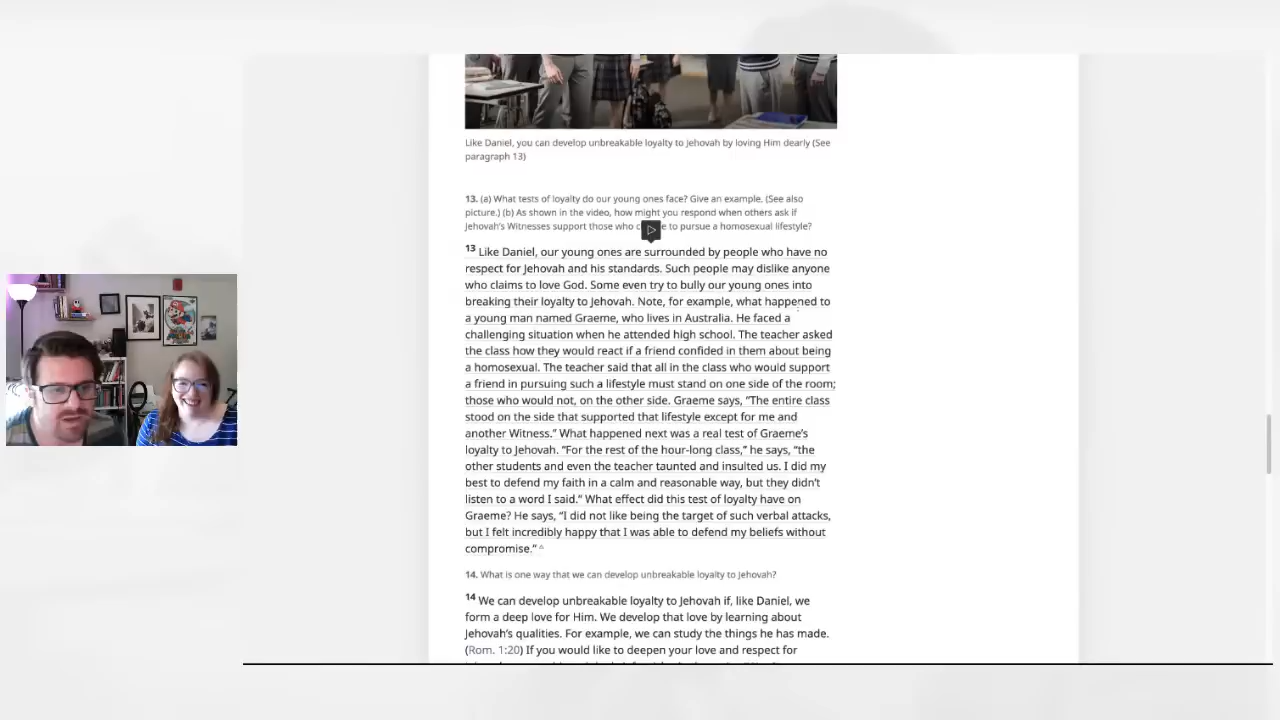 Like Daniel, you can develop unbreakable loyalty to Jehovah by loving Him dearly (See
paragraph 13)
13. (a) What tests of loyalty do our young ones face? Give an example. (See also
picture.) (b) As shown in the video, how might you respond when others ask if
Jehovah's Witnesses support those who to pursue a homosexual lifestyle?
13 Like Daniel, our young ones are surrounded by people who have no
respect for Jehovah and his standards. Such people may dislike anyone
who claims to love God. Some even try to bully our young ones into
breaking their loyalty to Jehovah. Note, for example, what happened to
a young man named Graeme, who lives in Australia. He faced a
challenging situation when he attended high school. The teacher asked
the class how they would react if a friend confided in them about being
a homosexual. The teacher said that all in the class who would support
a friend in pursuing such a lifestyle must stand on one side of the room;
those who would not, on the other side. Graeme says, "The entire class
stood on the side that supported that lifestyle except for me and
another Witness." What happened next was a real test of Graeme's
loyalty to Jehovah. "For the rest of the hour-long class," he says, "the
other students and even the teacher taunted and insulted us. I did my
best to defend my faith in a calm and reasonable way, but they didn't
listen to a word I said." What effect did this test of loyalty have on
Graeme? He says, "I did not like being the target of such verbal attacks,
but I felt incredibly happy that I was able to defend my beliefs without
compromise."
14. What is one way that we can develop unbreakable loyalty to Jehovah?
14 We can develop unbreakable loyalty to Jehovah if, like Daniel, we
form a deep love for Him. We develop that love by learning about
Jehovah's qualities. For example, we can study the things he has made.
(Rom. 1:20) If you would like to deepen your love and respect for